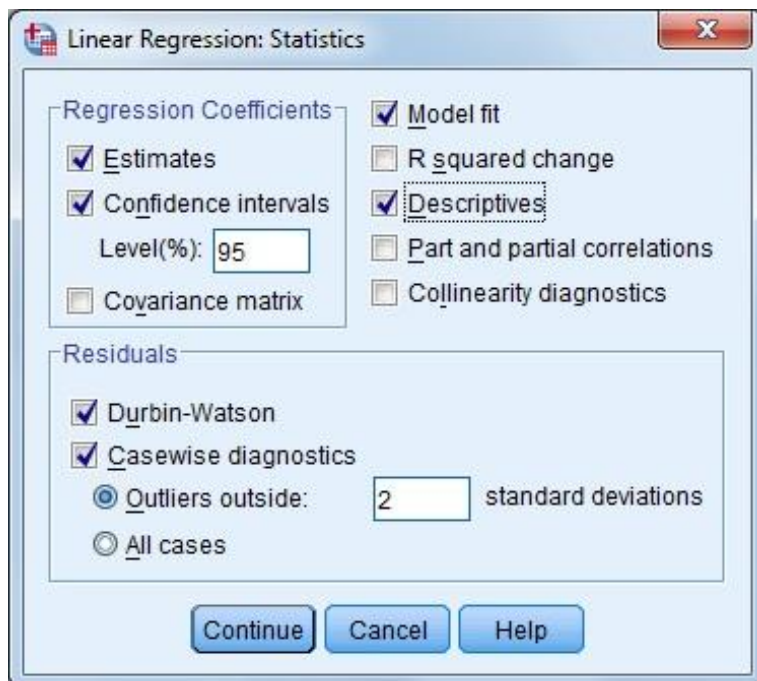 Linear Regression: Statistics
Regression Coefficients
Estimates
Confidence intervals
Level(%): 95
Covariance matrix
Model fit
R squared change
Descriptives
Part and partial correlations
Collinearity diagnostics
Residuals
Durbin-Watson
Casewise diagnostics
Outliers outside: 2 standard deviations
All cases
Continue Cancel Help